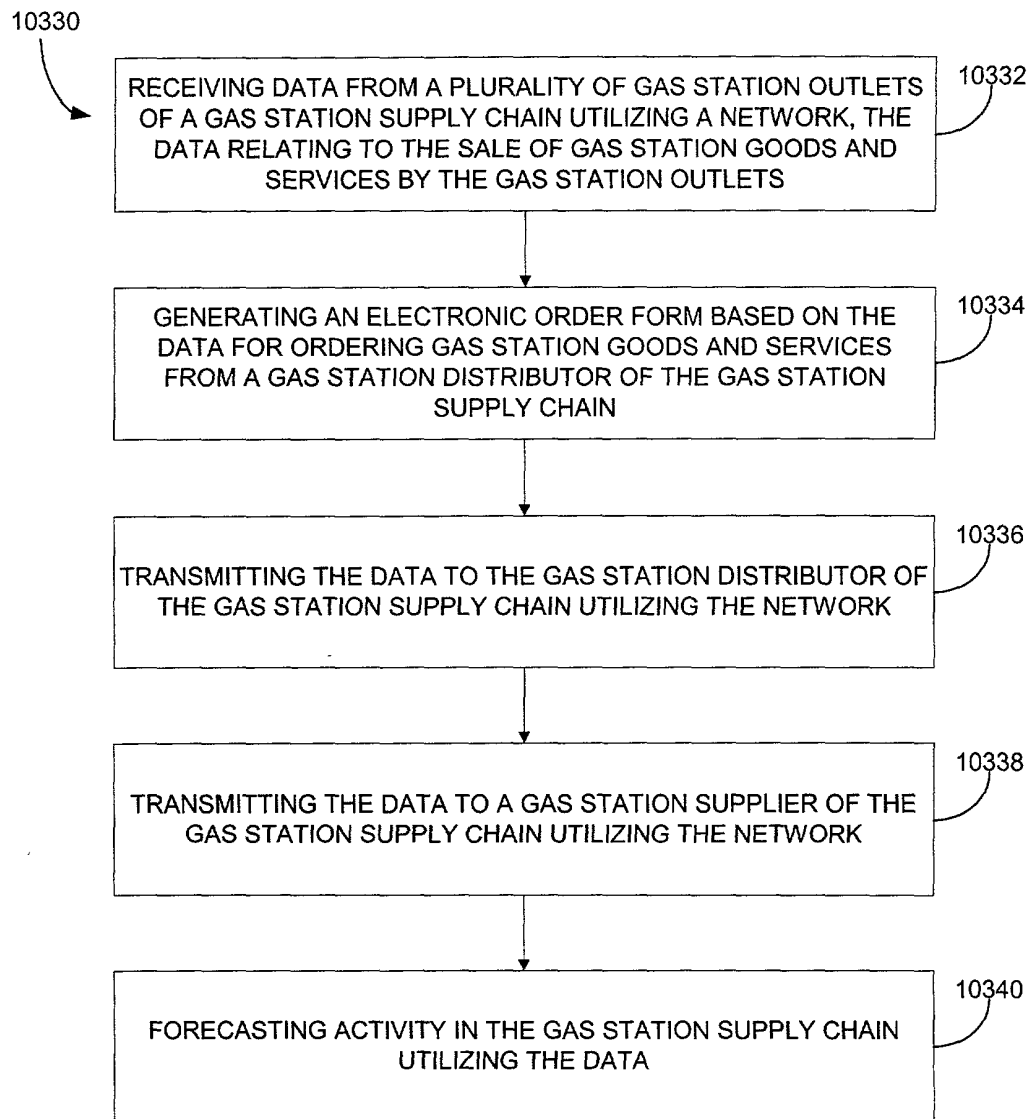 10330
RECEIVING DATA FROM A PLURALITY OF GAS STATION OUTLETS
OF A GAS STATION SUPPLY CHAIN UTILIZING A NETWORK, THE
DATA RELATING TO THE SALE OF GAS STATION GOODS AND
SERVICES BY THE GAS STATION OUTLETS
10332
GENERATING AN ELECTRONIC ORDER FORM BASED ON THE
DATA FOR ORDERING GAS STATION GOODS AND SERVICES
FROM A GAS STATION DISTRIBUTOR OF THE GAS STATION
SUPPLY CHAIN
10334
TRANSMITTING THE DATA TO THE GAS STATION DISTRIBUTOR OF
THE GAS STATION SUPPLY CHAIN UTILIZING THE NETWORK
10336
TRANSMITTING THE DATA TO A GAS STATION SUPPLIER OF THE
GAS STATION SUPPLY CHAIN UTILIZING THE NETWORK
10338
FORECASTING ACTIVITY IN THE GAS STATION SUPPLY CHAIN
UTILIZING THE DATA
10340